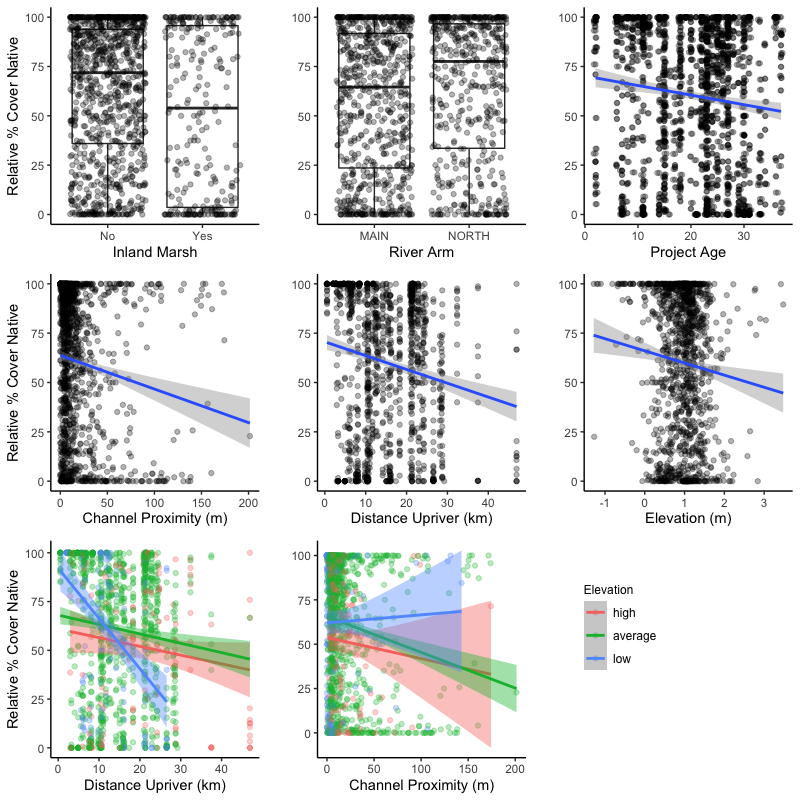 Relative % Cover Native
100
75
50
25
0
No Yes
Inland Marsh
100
75
50
25
0
MAIN NORTH
River Arm
100
75
50
25
0
0 10 20 30
Project Age
Relative % Cover Native
100
75
50
25
0
0 50 100 150 200
Channel Proximity (m)
100
75
50
25
0
0 20 40
Distance Upriver (km)
100
75
50
25
0
-1 0 1 2 3
Elevation (m)
Relative % Cover Native
100
75
50
25
0
0 10 20 30
Distance Upriver (km)
100
75
50
25
0
0 50 100 150 200
Channel Proximity (m)
Elevation
high
average
low